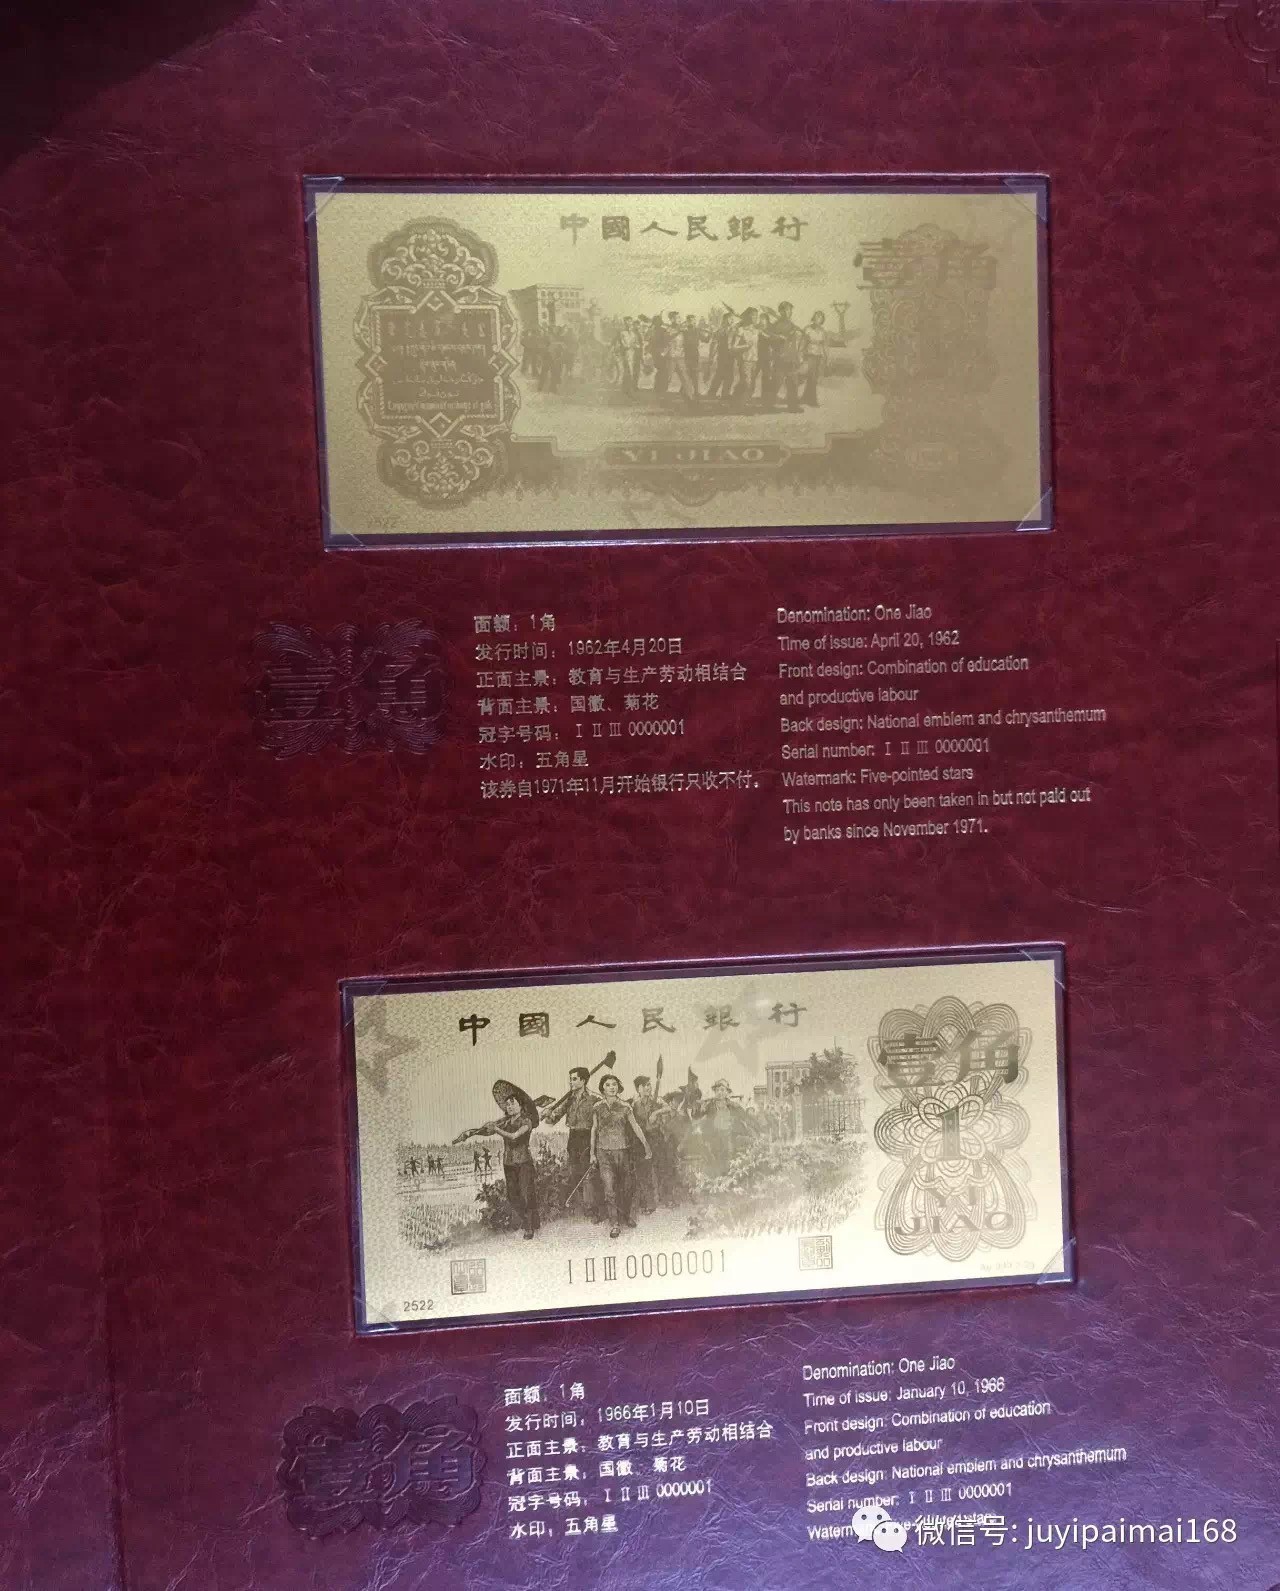 中國人民銀行
壹角
YI JIAO
2522
壹角
面额：1角
发行时间：1962年4月20日
正面主景：教育与生产劳动相结合
背面主景：国徽、菊花
冠字号码：Ⅰ Ⅱ Ⅲ 0000001
水印：五角星
该券自1971年11月开始银行只收不付。
Denomination: One Jiao
Time of issue: April 20, 1962
Front design: Combination of education
and productive labour
Back design: National emblem and chrysanthemum
Serial number: Ⅰ Ⅱ Ⅲ 0000001
Watermark: Five-pointed stars
This note has only been taken in but not paid out
by banks since November 1971.
中國人民銀行
壹角
1
YI
JIAO
Ⅰ Ⅱ Ⅲ 0000001
2522
壹角
面额：1角
发行时间：1966年1月10日
正面主景：教育与生产劳动相结合
背面主景：国徽、菊花
冠字号码：Ⅰ Ⅱ Ⅲ 0000001
水印：五角星
Denomination: One Jiao
Time of issue: January 10, 1966
Front design: Combination of education
and productive labour
Back design: National emblem and chrysanthemum
Serial number: Ⅰ Ⅱ Ⅲ 0000001
微信号: juyipaimai168